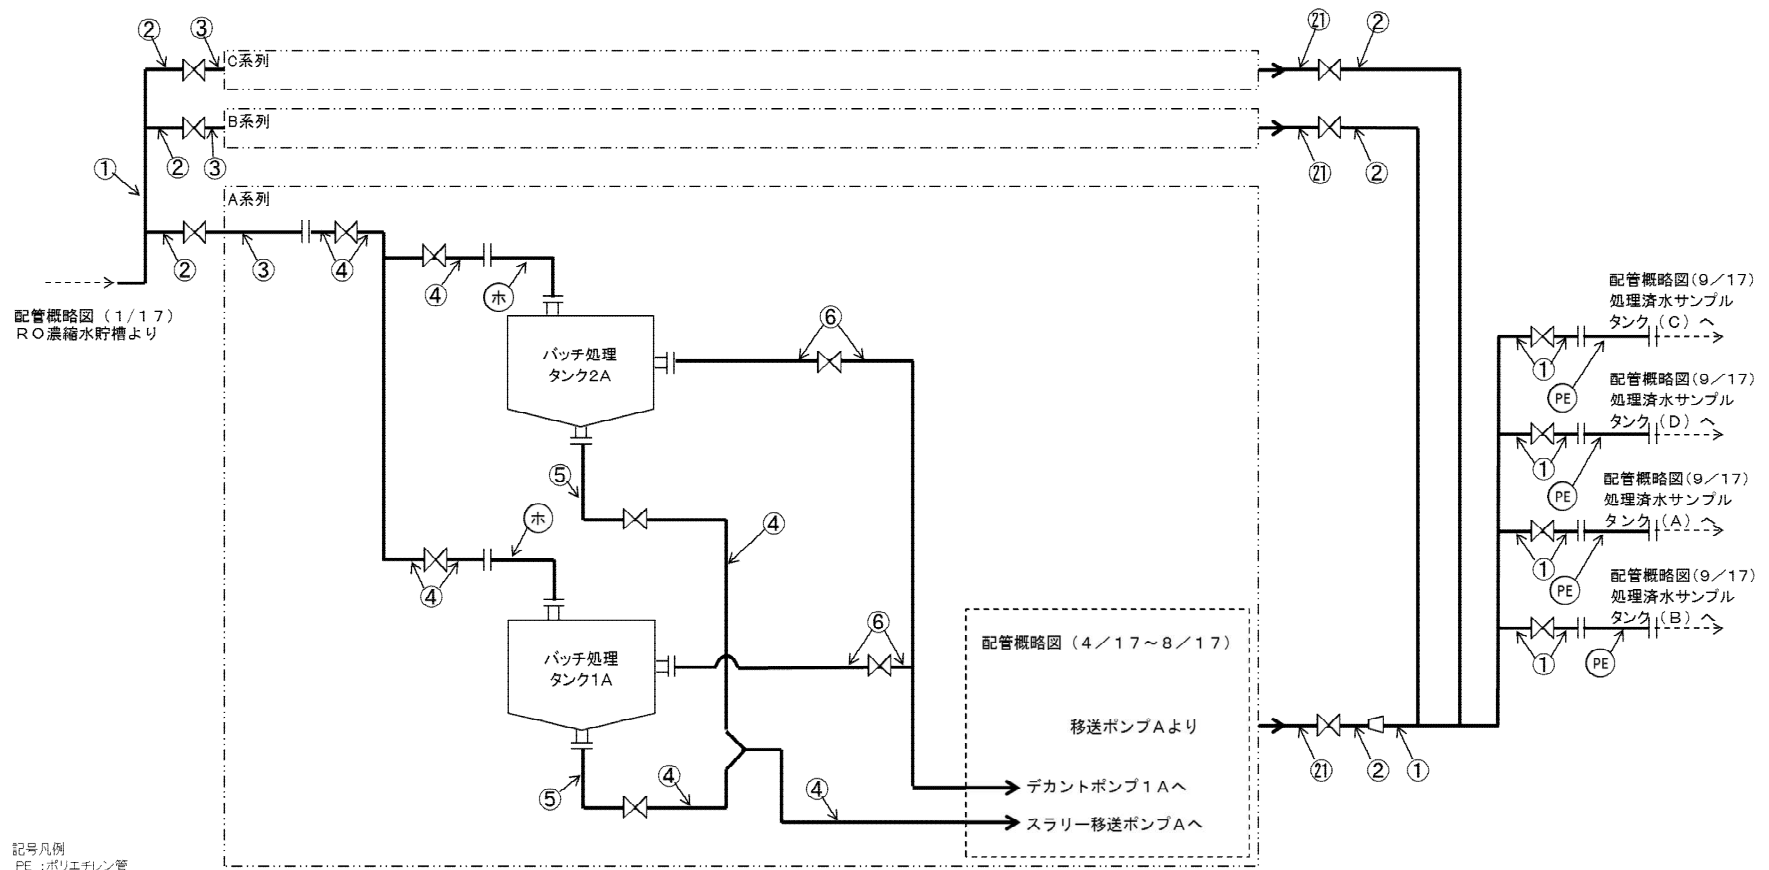 ② ③ ㉑ ②
C系列
B系列
② ③ ㉑ ②
①
A系列
② ③ ④ ④ ホ
配管概略図（1/17）
RO濃縮水貯槽より
バッチ処理
タンク2A
⑥
⑤
ホ
④
④
バッチ処理
タンク1A
⑥
⑤
④
④
配管概略図（4/17～8/17）
移送ポンプAより
デカントポンプ1Aへ
スラリー移送ポンプAへ
㉑ ② ①
配管概略図(9/17)
処理済水サンプル
タンク（C）へ
①
PE
配管概略図(9/17)
処理済水サンプル
タンク（D）へ
①
PE
配管概略図(9/17)
処理済水サンプル
タンク（A）へ
①
PE
配管概略図(9/17)
処理済水サンプル
タンク（B）へ
①
PE
記号凡例
PE :ポリエチレン管